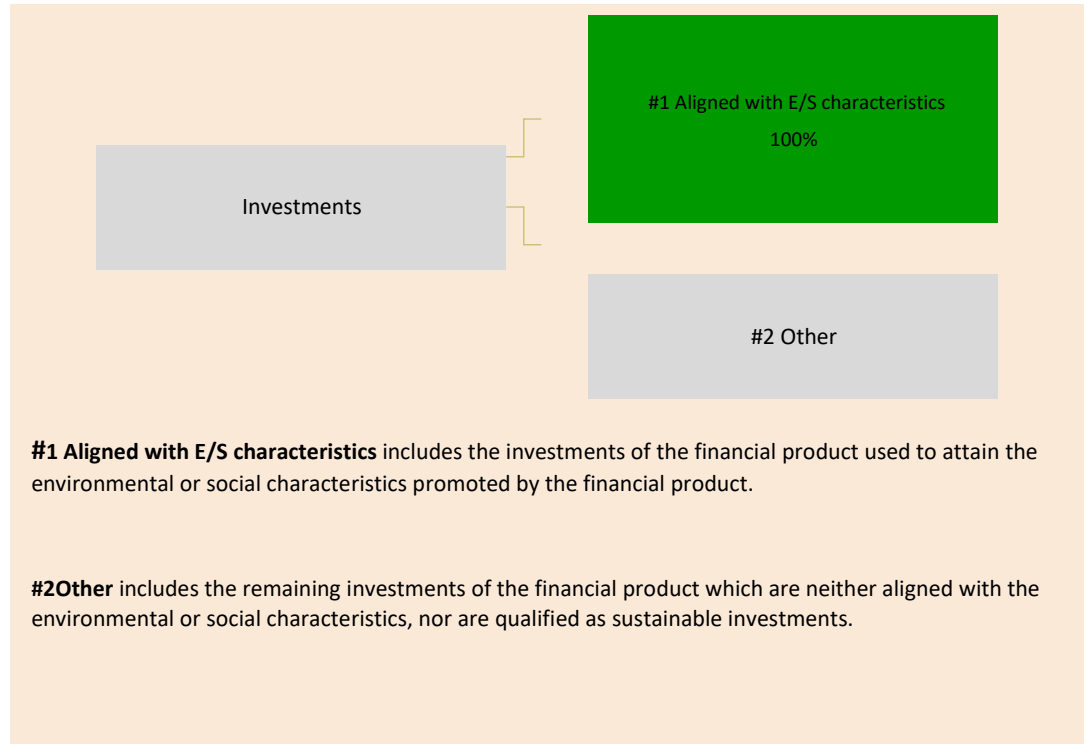 #1 Aligned with E/S characteristics
100%
Investments
#2 Other
#1 Aligned with E/S characteristics includes the investments of the financial product used to attain the
environmental or social characteristics promoted by the financial product.
#2Other includes the remaining investments of the financial product which are neither aligned with the
environmental or social characteristics, nor are qualified as sustainable investments.